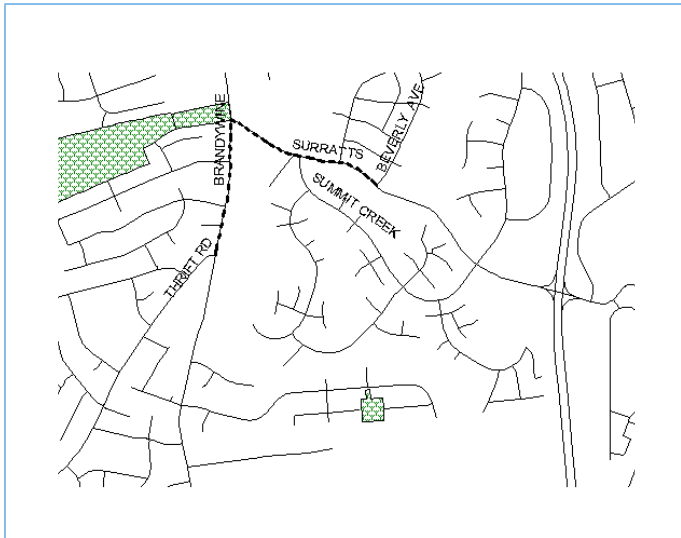 BRANDYWINE
SURRATTS
BEVERLY AVE
SUMMIT CREEK
THRIFT RD